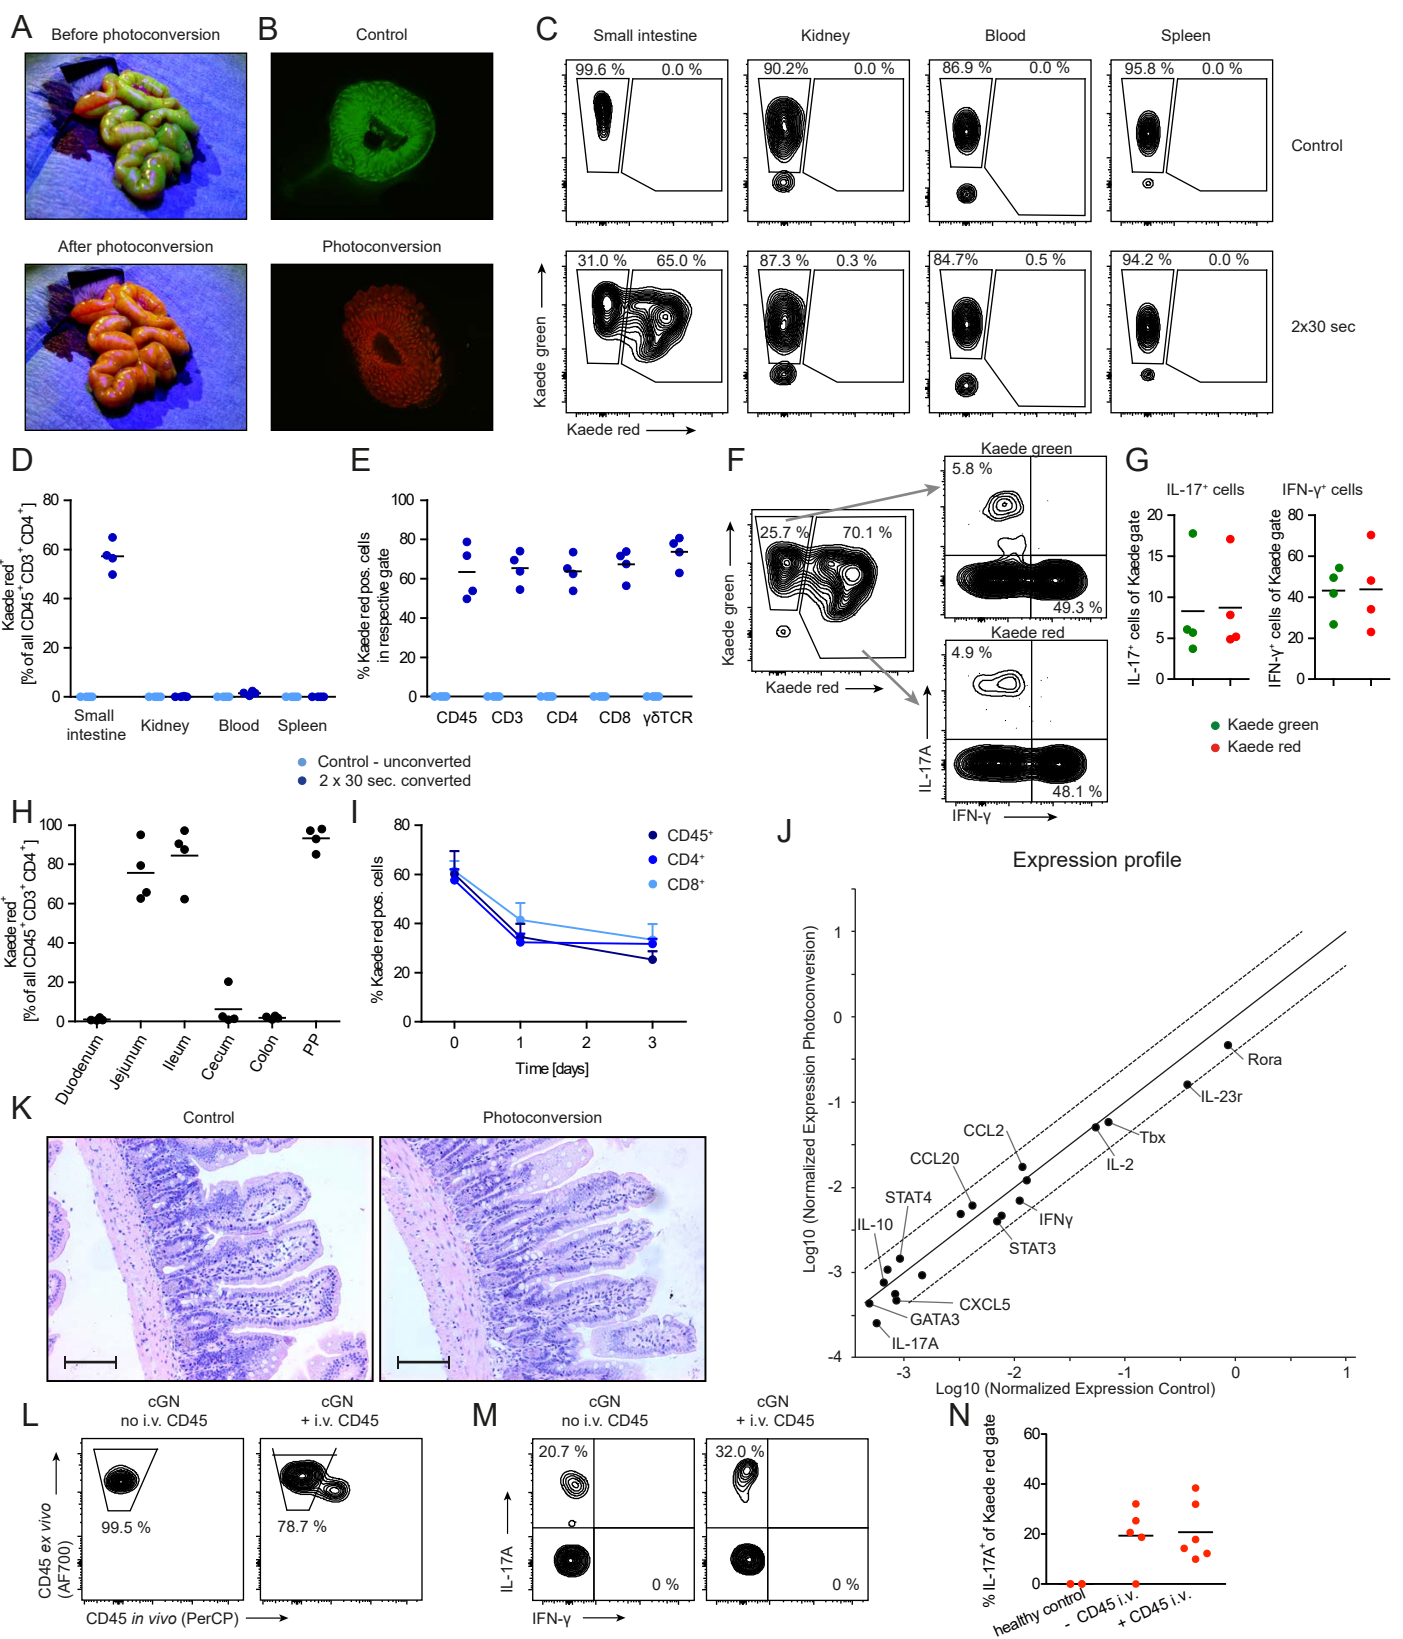 A
Before photoconversion
After photoconversion
B
Control
Photoconversion
C
Small intestine
Kidney
Blood
Spleen
99.6 %
0.0 %
90.2%
0.0 %
86.9 %
0.0 %
95.8 %
0.0 %
Control
31.0 %
65.0 %
87.3 %
0.3 %
84.7%
0.5 %
94.2 %
0.0 %
2x30 sec
Kaede green
Kaede red
D
Kaede red+
[% of all CD45+CD3+CD4+]
80
60
40
20
0
Small
intestine
Kidney
Blood
Spleen
E
% Kaede red pos. cells
in respective gate
100
80
60
40
20
0
CD45
CD3
CD4
CD8
γδTCR
Control - unconverted
2 x 30 sec. converted
F
Kaede green
Kaede red
25.7 %
70.1 %
Kaede green
5.8 %
49.3 %
Kaede red
4.9 %
48.1 %
IL-17A
IFN-γ
G
IL-17+ cells
IL-17+ cells of Kaede gate
20
15
10
5
0
IFN-γ+ cells
IFN-γ+ cells of Kaede gate
80
60
40
20
0
Kaede green
Kaede red
H
Kaede red+
[% of all CD45+CD3+CD4+]
100
80
60
40
20
0
Duodenum
Jejunum
Ileum
Cecum
Colon
PP
I
% Kaede red pos. cells
80
60
40
20
0
0
1
2
3
Time [days]
CD45+
CD4+
CD8+
J
Expression profile
Log10 (Normalized Expression Photoconversion)
1
0
-1
-2
-3
-4
-3
-2
-1
0
1
Log10 (Normalized Expression Control)
Rora
IL-23r
Tbx
IL-2
CCL2
CCL20
STAT4
IFNγ
IL-10
STAT3
CXCL5
GATA3
IL-17A
K
Control
Photoconversion
L
cGN
no i.v. CD45
cGN
+ i.v. CD45
99.5 %
78.7 %
CD45 ex vivo
(AF700)
CD45 in vivo (PerCP)
M
cGN
no i.v. CD45
cGN
+ i.v. CD45
20.7 %
0 %
32.0 %
0 %
IL-17A
IFN-γ
N
% IL-17A+ of Kaede red gate
60
40
20
0
healthy control
- CD45 i.v.
+ CD45 i.v.